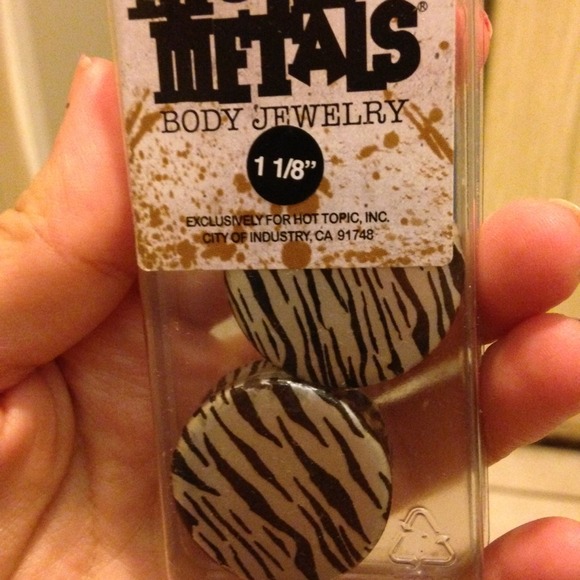 METALS®
BODY JEWELRY
1 1/8”
EXCLUSIVELY FOR HOT TOPIC, INC.
CITY OF INDUSTRY, CA 91748